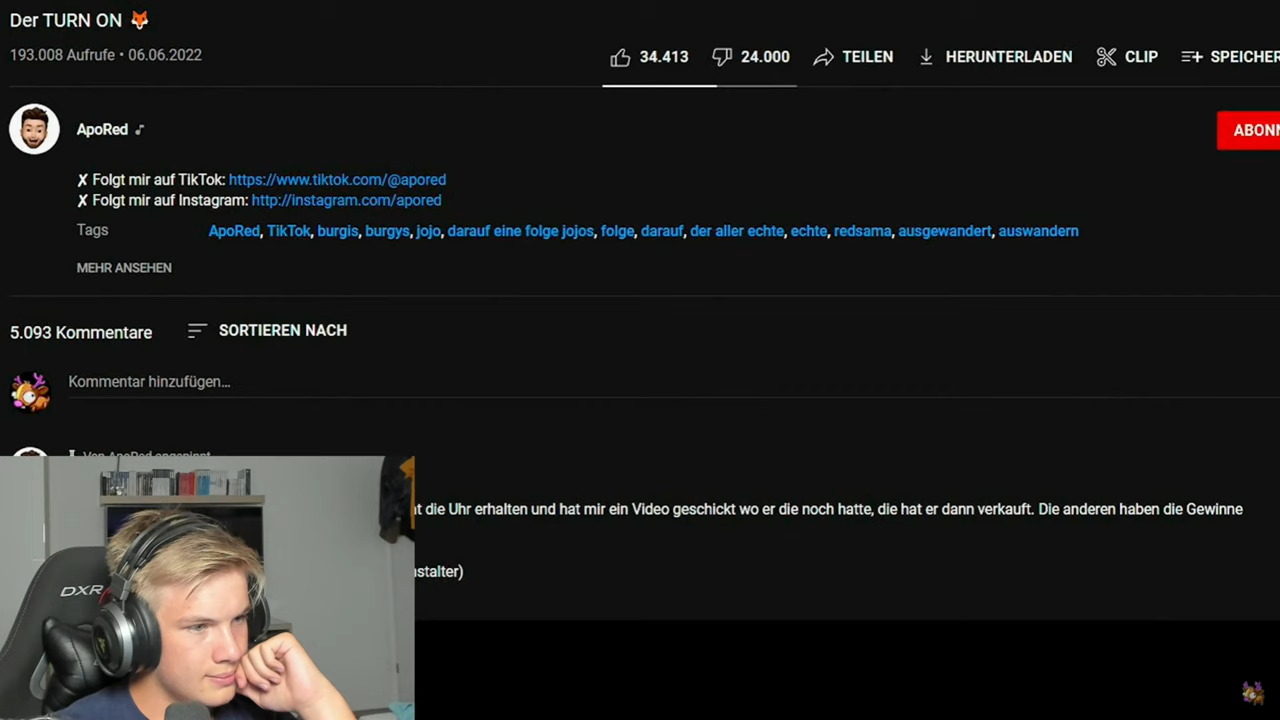 Der TURN ON 🦊
193.008 Aufrufe • 06.06.2022
34.413 24.000 TEILEN HERUNTERLADEN CLIP SPEICHER
ApoRed
ABONN
✗ Folgt mir auf TikTok: https://www.tiktok.com/@apored
✗ Folgt mir auf Instagram: http://instagram.com/apored
Tags ApoRed, TikTok, burgis, burgys, jojo, darauf eine folge jojos, folge, darauf, der aller echte, echte, redsama, ausgewandert, auswandern
MEHR ANSEHEN
5.093 Kommentare SORTIEREN NACH
Kommentar hinzufügen...
Von ApoRed angepinnt
t die Uhr erhalten und hat mir ein Video geschickt wo er die noch hatte, die hat er dann verkauft. Die anderen haben die Gewinne
nstalter)
DXR